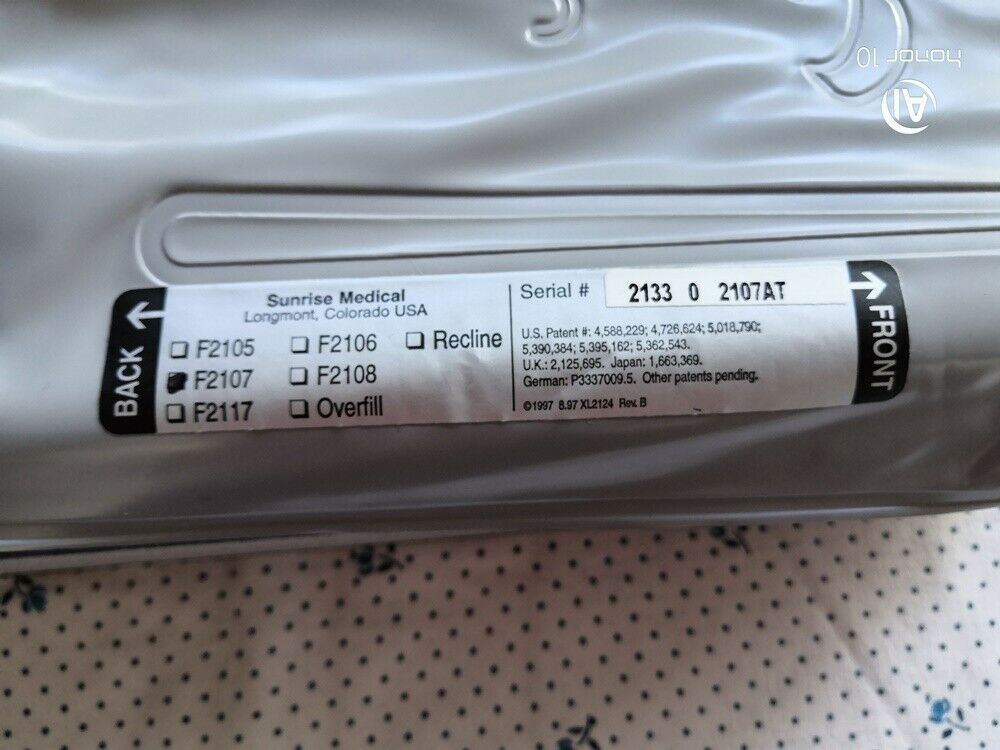 honor 10
AI
BACK
Sunrise Medical
Longmont, Colorado USA
F2105 F2106 Recline
F2107 F2108
F2117 Overfill
Serial # 2133 0 2107AT
U.S. Patent #: 4,588,229; 4,726,624; 5,018,790;
5,390,384; 5,395,162; 5,362,543.
U.K.: 2,125,695. Japan: 1,663,369.
German: P3337009.5. Other patents pending.
©1997 8.97 XL2124 Rev. B
FRONT